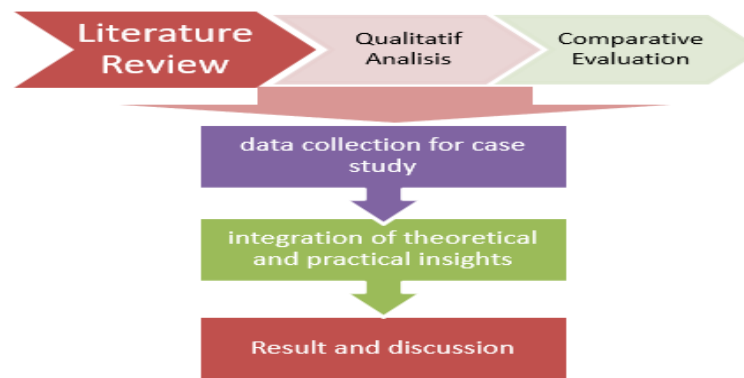 Literature
Review
Qualitatif
Analisis
Comparative
Evaluation
data collection for case
study
integration of theoretical
and practical insights
Result and discussion